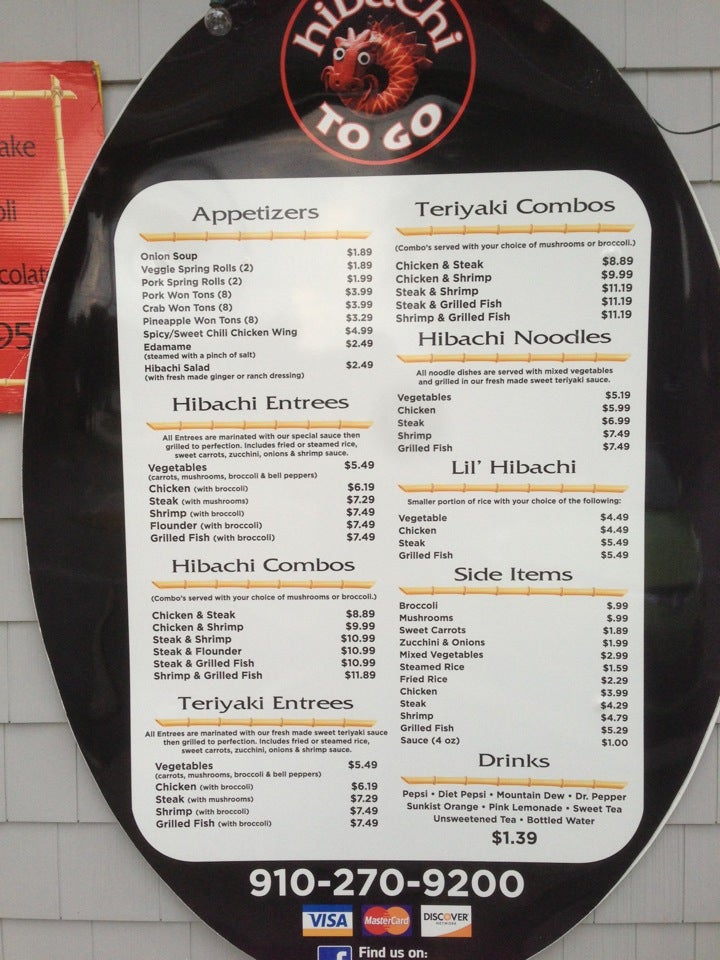 hibachi
TO GO
Appetizers
Onion Soup $1.89
Veggie Spring Rolls (2) $1.89
Pork Spring Rolls (2) $1.99
Pork Won Tons (8) $3.99
Crab Won Tons (8) $3.99
Pineapple Won Tons (8) $3.29
Spicy/Sweet Chili Chicken Wing $4.99
Edamame $2.49
(steamed with a pinch of salt)
Hibachi Salad $2.49
(with fresh made ginger or ranch dressing)
Hibachi Entrees
All Entrees are marinated with our special sauce then
grilled to perfection. Includes fried or steamed rice,
sweet carrots, zucchini, onions & shrimp sauce.
Vegetables $5.49
(carrots, mushrooms, broccoli & bell peppers)
Chicken (with broccoli) $6.19
Steak (with mushrooms) $7.29
Shrimp (with broccoli) $7.49
Flounder (with broccoli) $7.49
Grilled Fish (with broccoli) $7.49
Hibachi Combos
(Combo's served with your choice of mushrooms or broccoli.)
Chicken & Steak $8.89
Chicken & Shrimp $9.99
Steak & Shrimp $10.99
Steak & Flounder $10.99
Steak & Grilled Fish $10.99
Shrimp & Grilled Fish $11.89
Teriyaki Entrees
All Entrees are marinated with our fresh made sweet teriyaki sauce
then grilled to perfection. Includes fried or steamed rice,
sweet carrots, zucchini, onions & shrimp sauce.
Vegetables $5.49
(carrots, mushrooms, broccoli & bell peppers)
Chicken (with broccoli) $6.19
Steak (with mushrooms) $7.29
Shrimp (with broccoli) $7.49
Grilled Fish (with broccoli) $7.49
Teriyaki Combos
(Combo's served with your choice of mushrooms or broccoli.)
Chicken & Steak $8.89
Chicken & Shrimp $9.99
Steak & Shrimp $11.19
Steak & Grilled Fish $11.19
Shrimp & Grilled Fish $11.19
Hibachi Noodles
All noodle dishes are served with mixed vegetables
and grilled in our fresh made sweet teriyaki sauce.
Vegetables $5.19
Chicken $5.99
Steak $6.99
Shrimp $7.49
Grilled Fish $7.49
Lil' Hibachi
Smaller portion of rice with your choice of the following:
Vegetable $4.49
Chicken $4.49
Steak $5.49
Grilled Fish $5.49
Side Items
Broccoli $.99
Mushrooms $.99
Sweet Carrots $1.89
Zucchini & Onions $1.99
Mixed Vegetables $2.99
Steamed Rice $1.59
Fried Rice $2.29
Chicken $3.99
Steak $4.29
Shrimp $4.79
Grilled Fish $5.29
Sauce (4 oz) $1.00
Drinks
Pepsi • Diet Pepsi • Mountain Dew • Dr. Pepper
Sunkist Orange • Pink Lemonade • Sweet Tea
Unsweetened Tea • Bottled Water
$1.39
910-270-9200
VISA MasterCard DISCOVER
NETWORK
f Find us on: